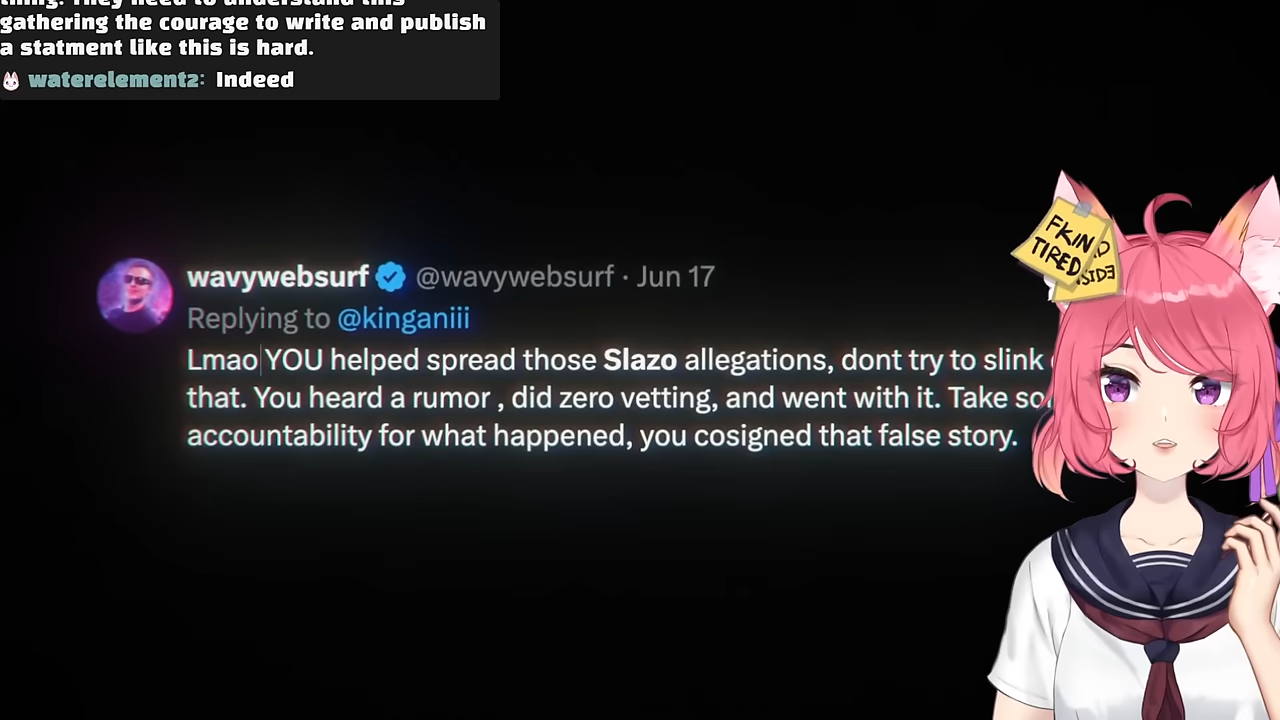 gathering the courage to write and publish
a statment like this is hard.
waterelement2: Indeed
wavywebsurf @wavywebsurf · Jun 17
Replying to @kinganiii
Lmao YOU helped spread those Slazo allegations, dont try to slink
that. You heard a rumor , did zero vetting, and went with it. Take
accountability for what happened, you cosigned that false story.
FKIN
TIRED